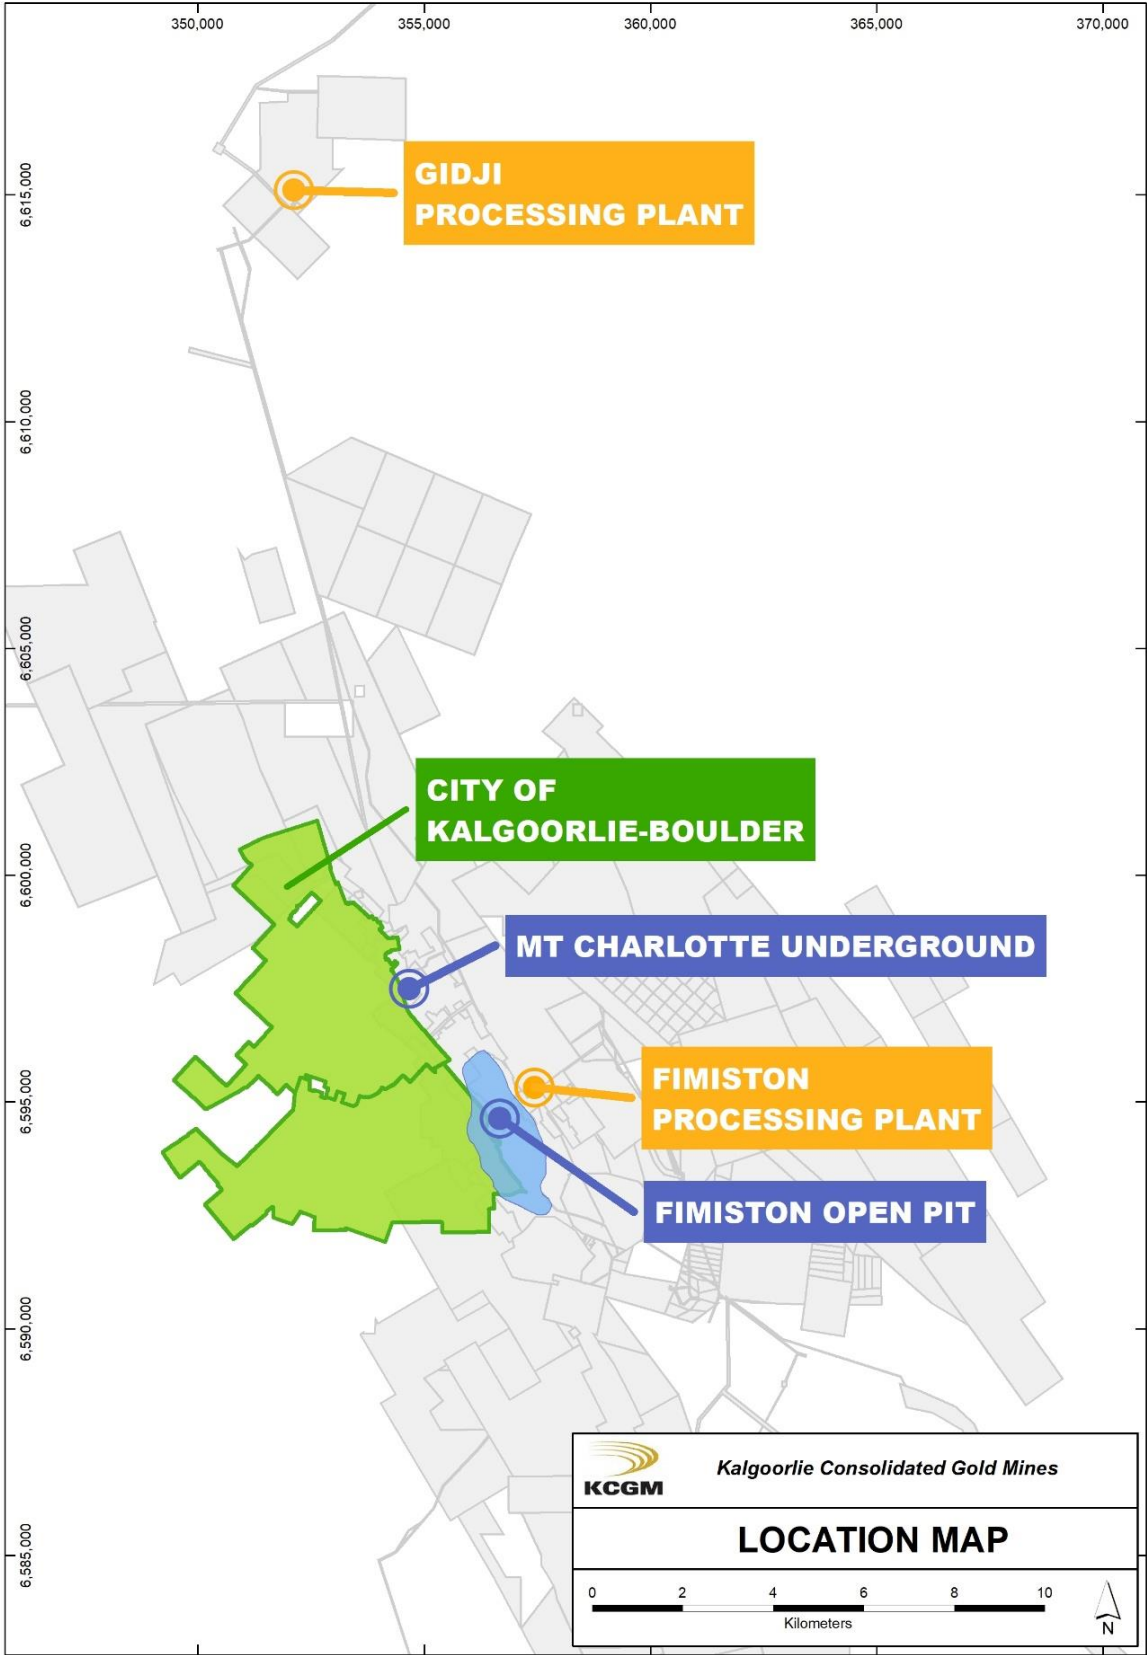 350,000
355,000
360,000
365,000
370,000
6,615,000
6,610,000
6,605,000
6,600,000
6,595,000
6,590,000
6,585,000
GIDJI
PROCESSING PLANT
CITY OF
KALGOORLIE-BOULDER
MT CHARLOTTE UNDERGROUND
FIMISTON
PROCESSING PLANT
FIMISTON OPEN PIT
KCGM
Kalgoorlie Consolidated Gold Mines
LOCATION MAP
0 2 4 6 8 10
Kilometers
N